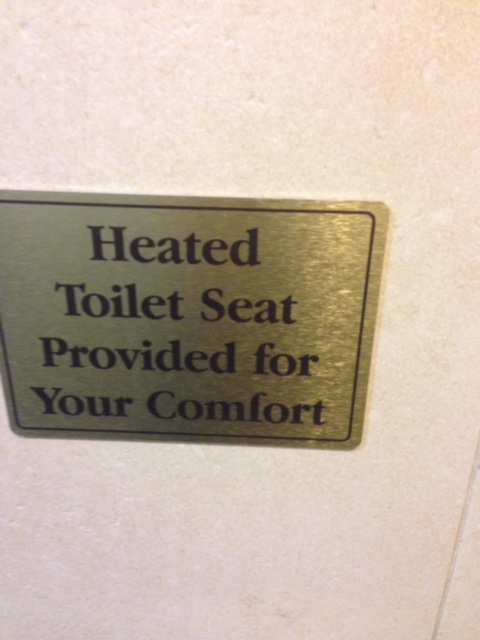 Heated
Toilet Seat
Provided for
Your Comfort